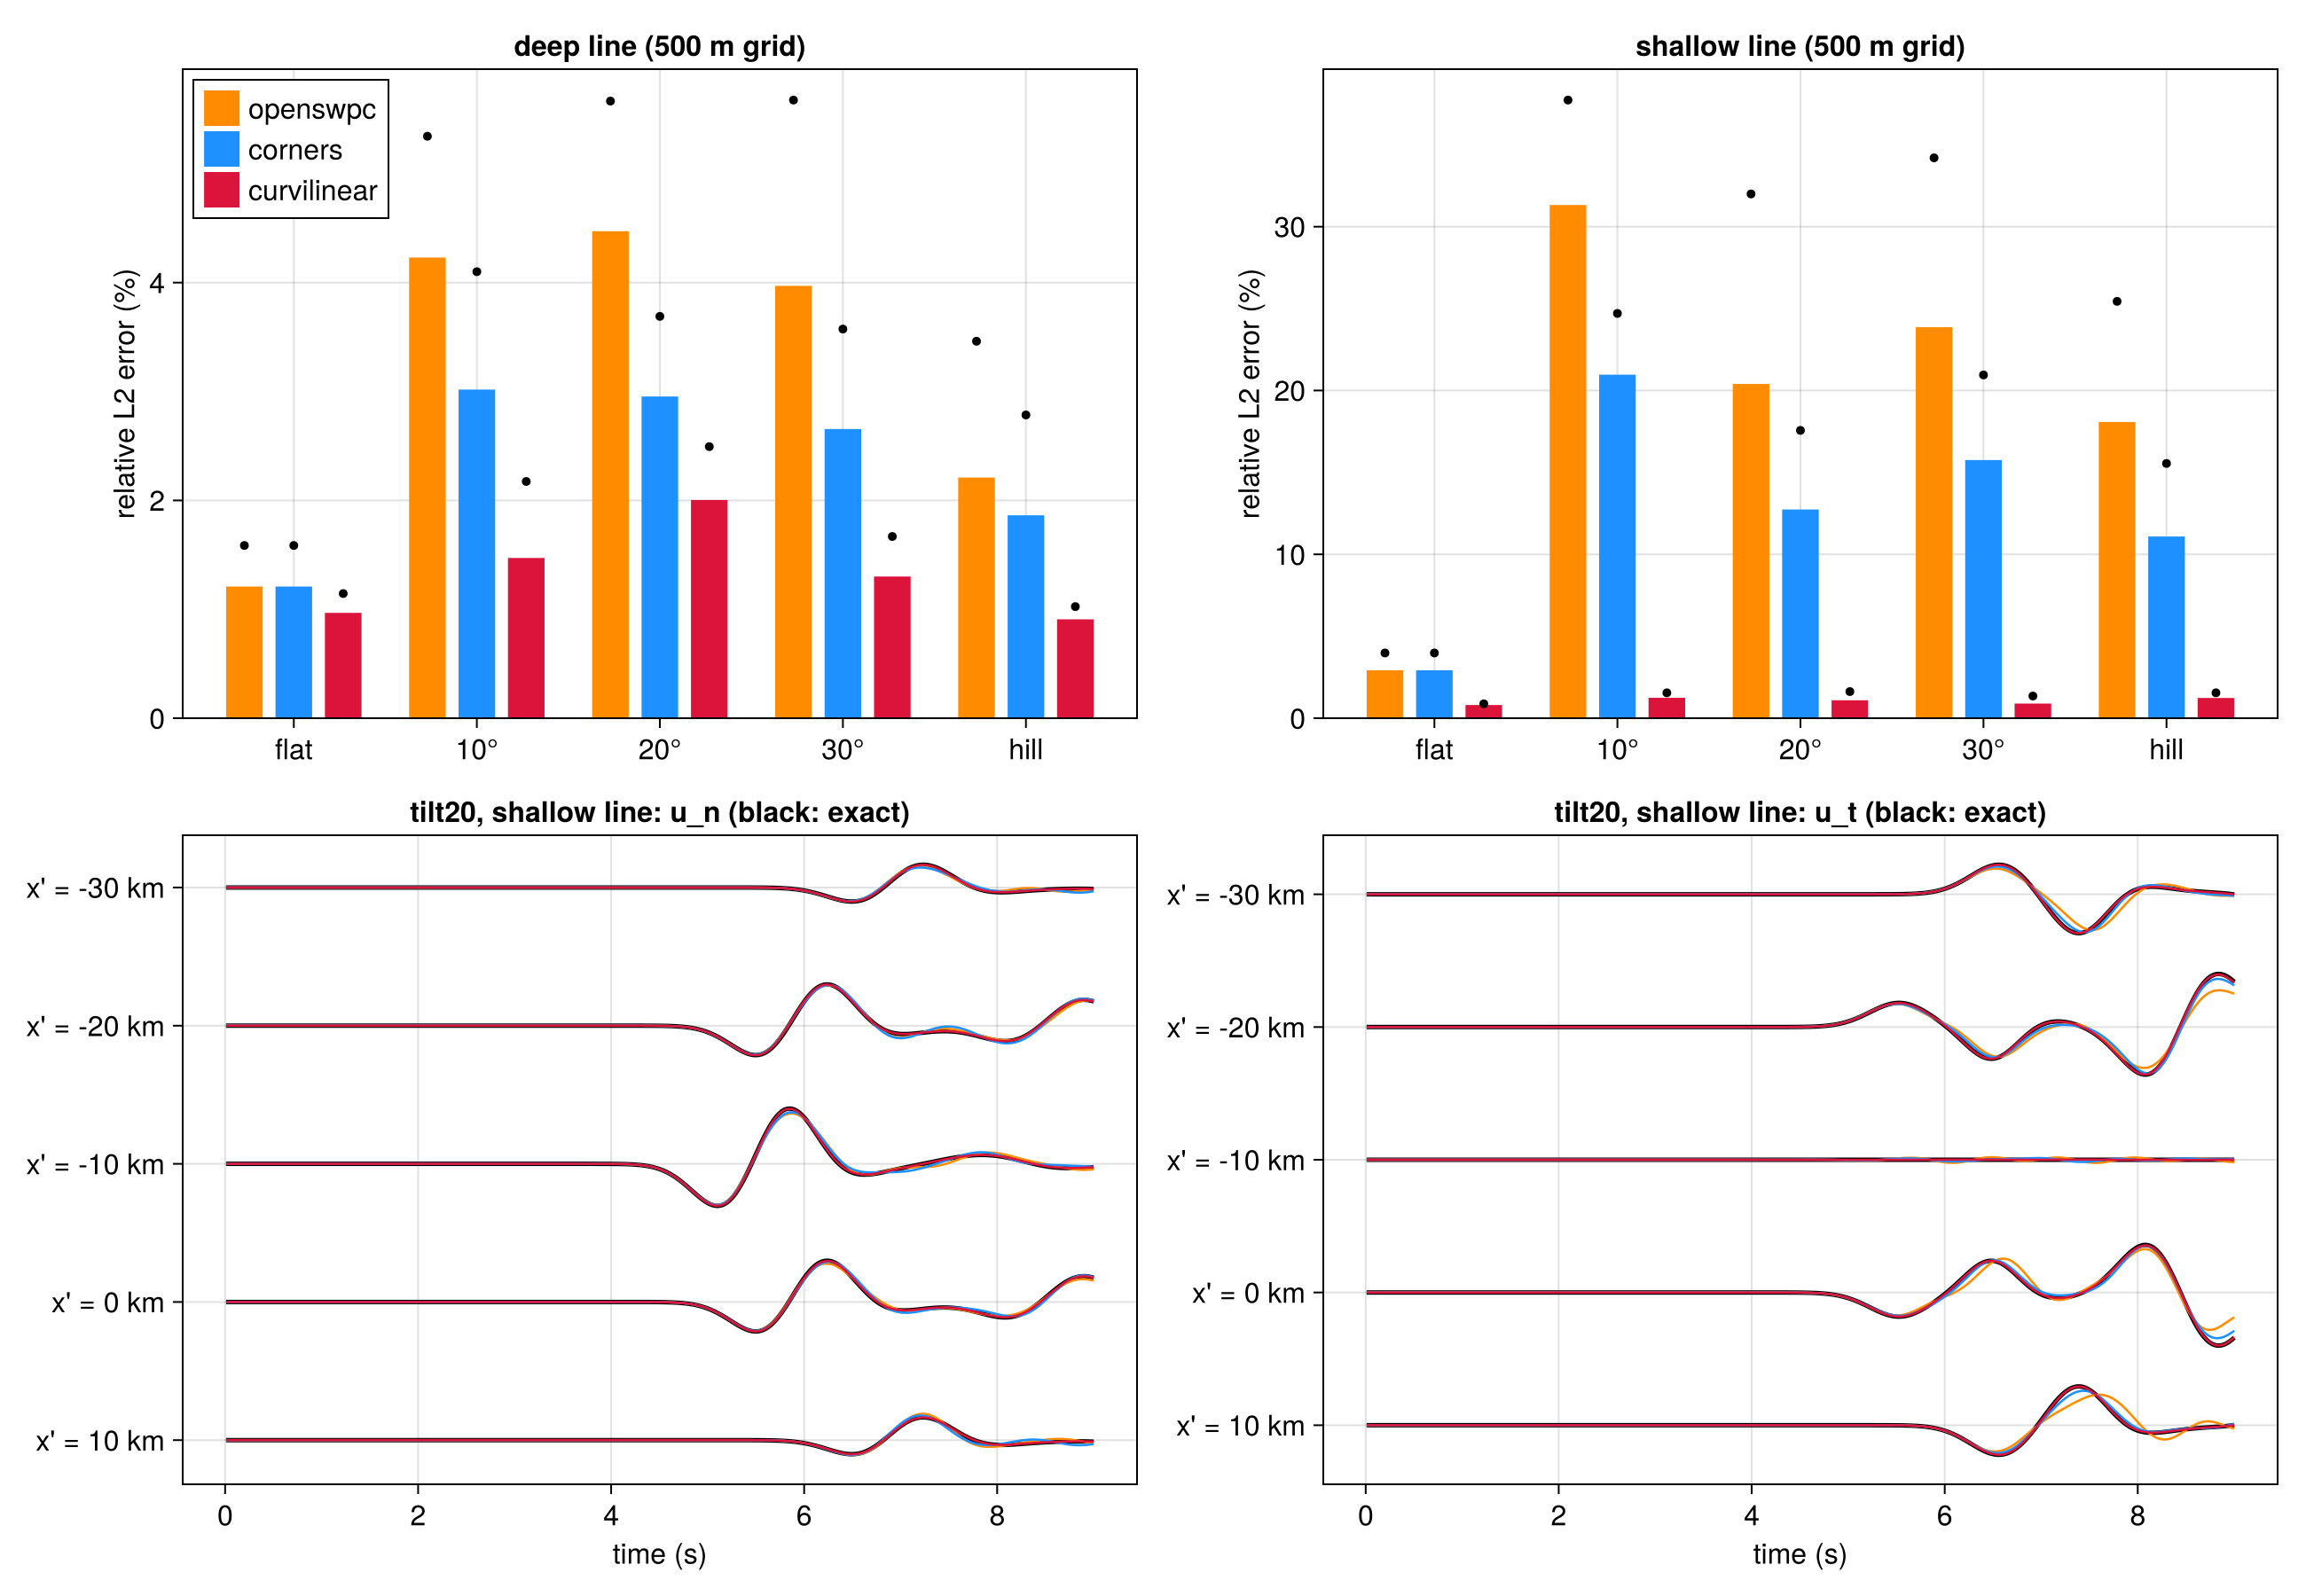 deep line (500 m grid)
relative L2 error (%)
4
2
0
openswpc
corners
curvilinear
flat
10°
20°
30°
hill
shallow line (500 m grid)
relative L2 error (%)
30
20
10
0
flat
10°
20°
30°
hill
tilt20, shallow line: u_n (black: exact)
x' = -30 km
x' = -20 km
x' = -10 km
x' = 0 km
x' = 10 km
0
2
4
6
8
time (s)
tilt20, shallow line: u_t (black: exact)
x' = -30 km
x' = -20 km
x' = -10 km
x' = 0 km
x' = 10 km
0
2
4
6
8
time (s)